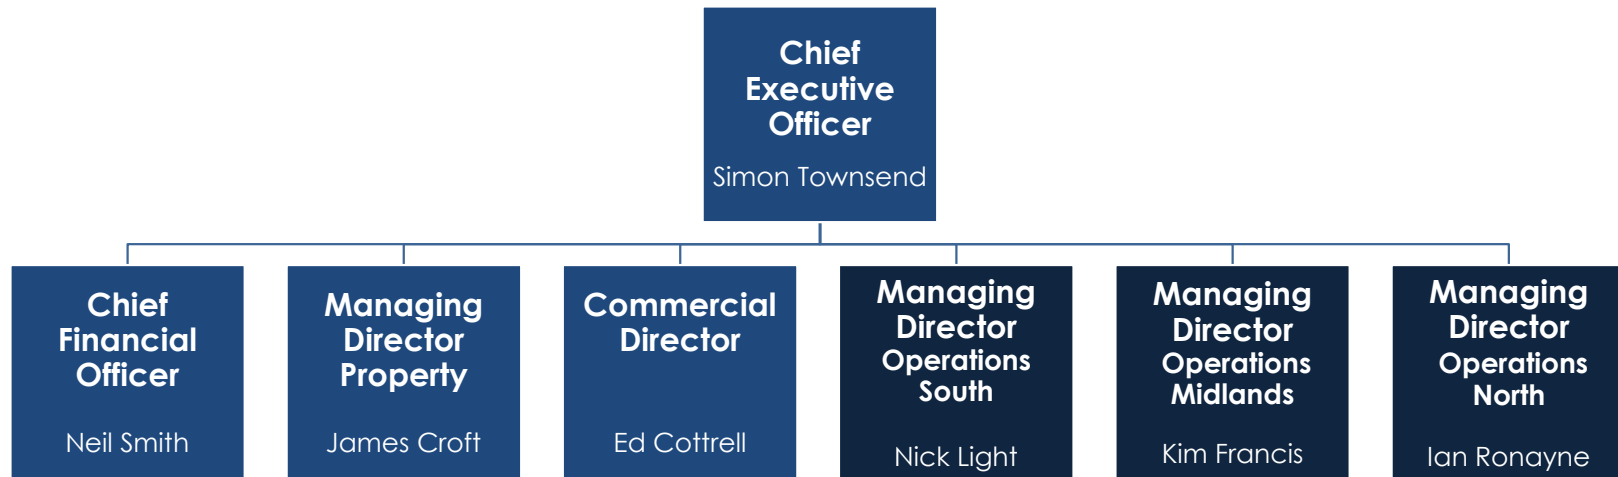 Chief
Executive
Officer
Simon Townsend
Chief
Financial
Officer
Neil Smith
Managing
Director
Property
James Croft
Commercial
Director
Ed Cottrell
Managing
Director
Operations
South
Nick Light
Managing
Director
Operations
Midlands
Kim Francis
Managing
Director
Operations
North
Ian Ronayne